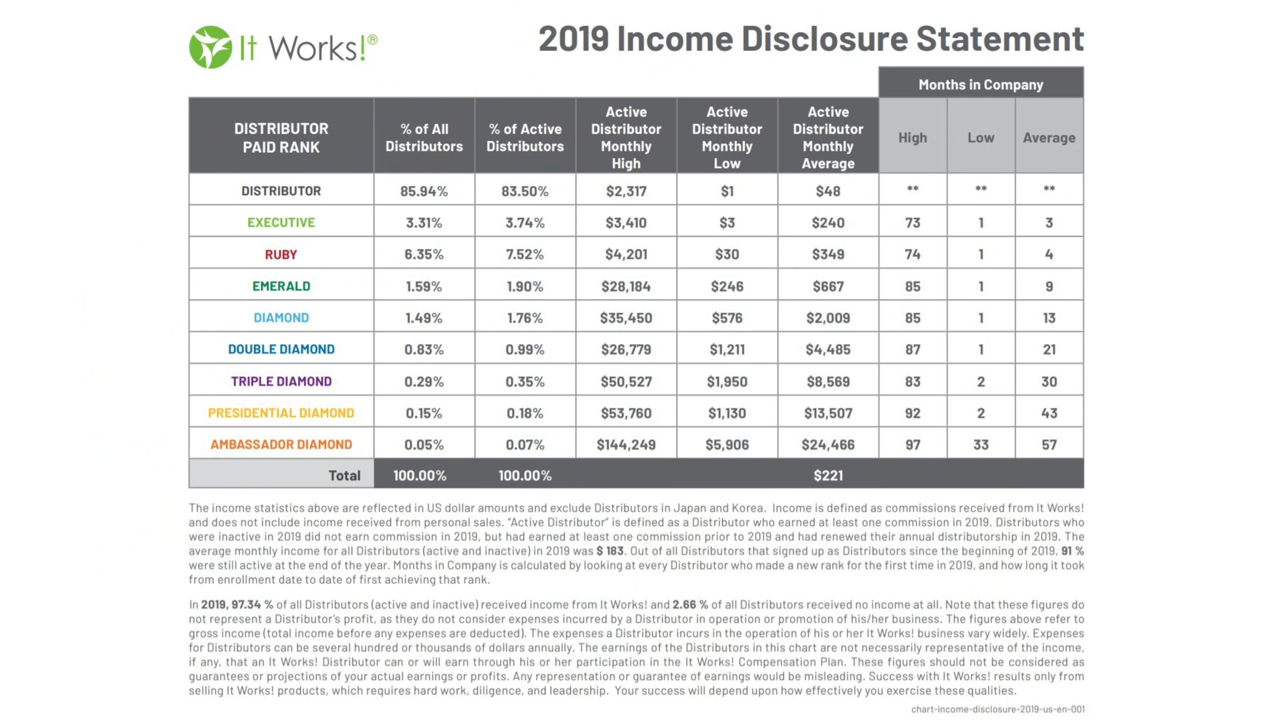 It Works!®
2019 Income Disclosure Statement
Months in Company
DISTRIBUTOR PAID RANK % of All Distributors % of Active Distributors Active Distributor Monthly High Active Distributor Monthly Low Active Distributor Monthly Average High Low Average
DISTRIBUTOR 85.94% 83.50% $2,317 $1 $48 ** ** **
EXECUTIVE 3.31% 3.74% $3,410 $3 $240 73 1 3
RUBY 6.35% 7.52% $4,201 $30 $349 74 1 4
EMERALD 1.59% 1.90% $28,184 $246 $667 85 1 9
DIAMOND 1.49% 1.76% $35,450 $576 $2,009 85 1 13
DOUBLE DIAMOND 0.83% 0.99% $26,779 $1,211 $4,485 87 1 21
TRIPLE DIAMOND 0.29% 0.35% $50,527 $1,950 $8,569 83 2 30
PRESIDENTIAL DIAMOND 0.15% 0.18% $53,760 $1,130 $13,507 92 2 43
AMBASSADOR DIAMOND 0.05% 0.07% $144,249 $5,906 $24,466 97 33 57
Total 100.00% 100.00% $221
The income statistics above are reflected in US dollar amounts and exclude Distributors in Japan and Korea. Income is defined as commissions received from It Works!
and does not include income received from personal sales. "Active Distributor" is defined as a Distributor who earned at least one commission in 2019. Distributors who
were inactive in 2019 did not earn commission in 2019, but had earned at least one commission prior to 2019 and had renewed their annual distributorship in 2019. The
average monthly income for all Distributors (active and inactive) in 2019 was $ 183. Out of all Distributors that signed up as Distributors since the beginning of 2019, 91 %
were still active at the end of the year. Months in Company is calculated by looking at every Distributor who made a new rank for the first time in 2019, and how long it took
from enrollment date to date of first achieving that rank.
In 2019, 97.34 % of all Distributors (active and inactive) received income from It Works! and 2.66 % of all Distributors received no income at all. Note that these figures do
not represent a Distributor's profit, as they do not consider expenses incurred by a Distributor in operation or promotion of his/her business. The figures above refer to
gross income (total income before any expenses are deducted). The expenses a Distributor incurs in the operation of his or her It Works! business vary widely. Expenses
for Distributors can be several hundred or thousands of dollars annually. The earnings of the Distributors in this chart are not necessarily representative of the income,
if any, that an It Works! Distributor can or will earn through his or her participation in the It Works! Compensation Plan. These figures should not be considered as
guarantees or projections of your actual earnings or profits. Any representation or guarantee of earnings would be misleading. Success with It Works! results only from
selling It Works! products, which requires hard work, diligence, and leadership. Your success will depend upon how effectively you exercise these qualities.
chart-income-disclosure-2019-us-en-001